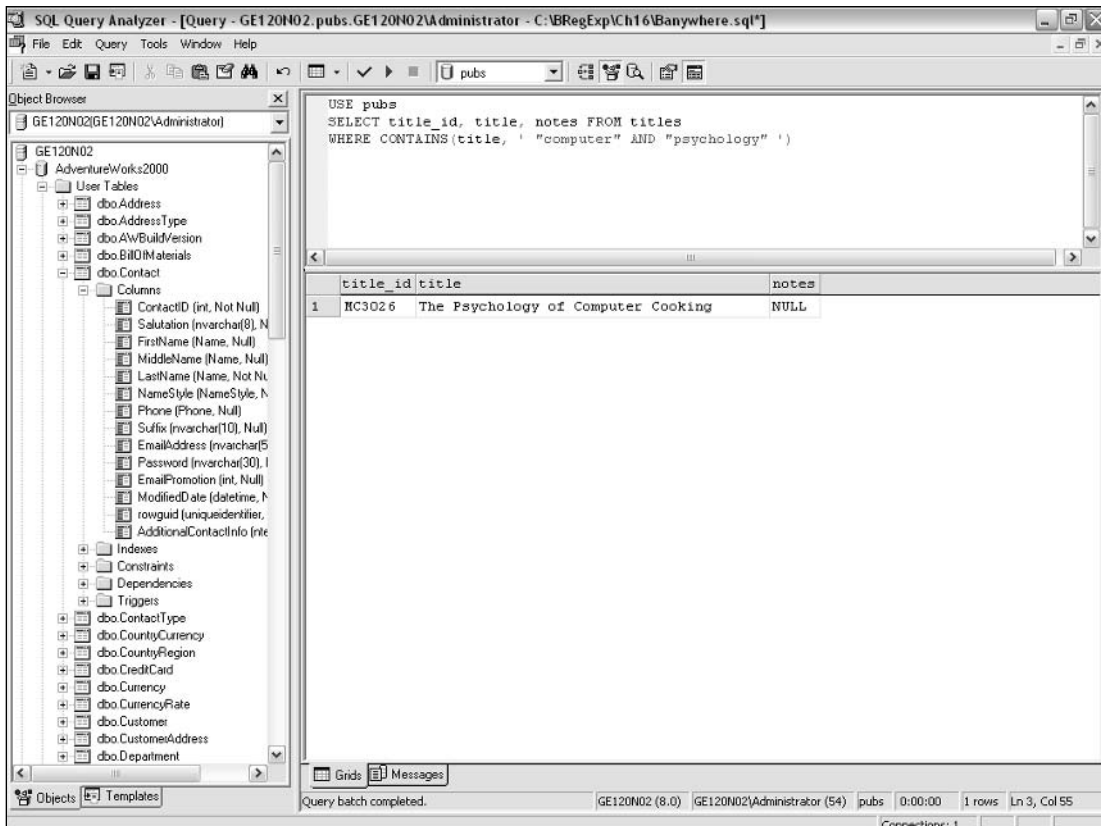 SQL Query Analyzer - [Query - GE120N02.pubs.GE120N02\Administrator - C:\BRegExp\Ch16\Banywhere.sql*]
File Edit Query Tools Window Help
pubs
Object Browser
GE120N02(GE120N02\Administrator)
GE120N02
AdventureWorks2000
User Tables
dbo.Address
dbo.AddressType
dbo.AWBuildVersion
dbo.BillOfMaterials
dbo.Contact
Columns
ContactID (int, Not Null)
Salutation (nvarchar(8), N
FirstName (Name, Null)
MiddleName (Name, Null)
LastName (Name, Not Nu
NameStyle (NameStyle, N
Phone (Phone, Null)
Suffix (nvarchar(10), Null)
EmailAddress (nvarchar(5
Password (nvarchar(30),
EmailPromotion (int, Null)
ModifiedDate (datetime, N
rowguid (uniqueidentifier,
AdditionalContactInfo (nte
Indexes
Constraints
Dependencies
Triggers
dbo.ContactType
dbo.CountryCurrency
dbo.CountryRegion
dbo.CreditCard
dbo.Currency
dbo.CurrencyRate
dbo.Customer
dbo.CustomerAddress
dbo.Department
Objects Templates
USE pubs
SELECT title_id, title, notes FROM titles
WHERE CONTAINS(title, ' "computer" AND "psychology" ')
title_id title notes
1 MC3026 The Psychology of Computer Cooking NULL
Grids Messages
Query batch completed. GE120N02 (8.0) GE120N02\Administrator (54) pubs 0:00:00 1 rows Ln 3, Col 55
Connections: 1